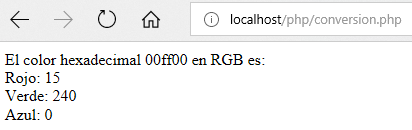 localhost/php/conversion.php
El color hexadecimal 00ff00 en RGB es:
Rojo: 15
Verde: 240
Azul: 0